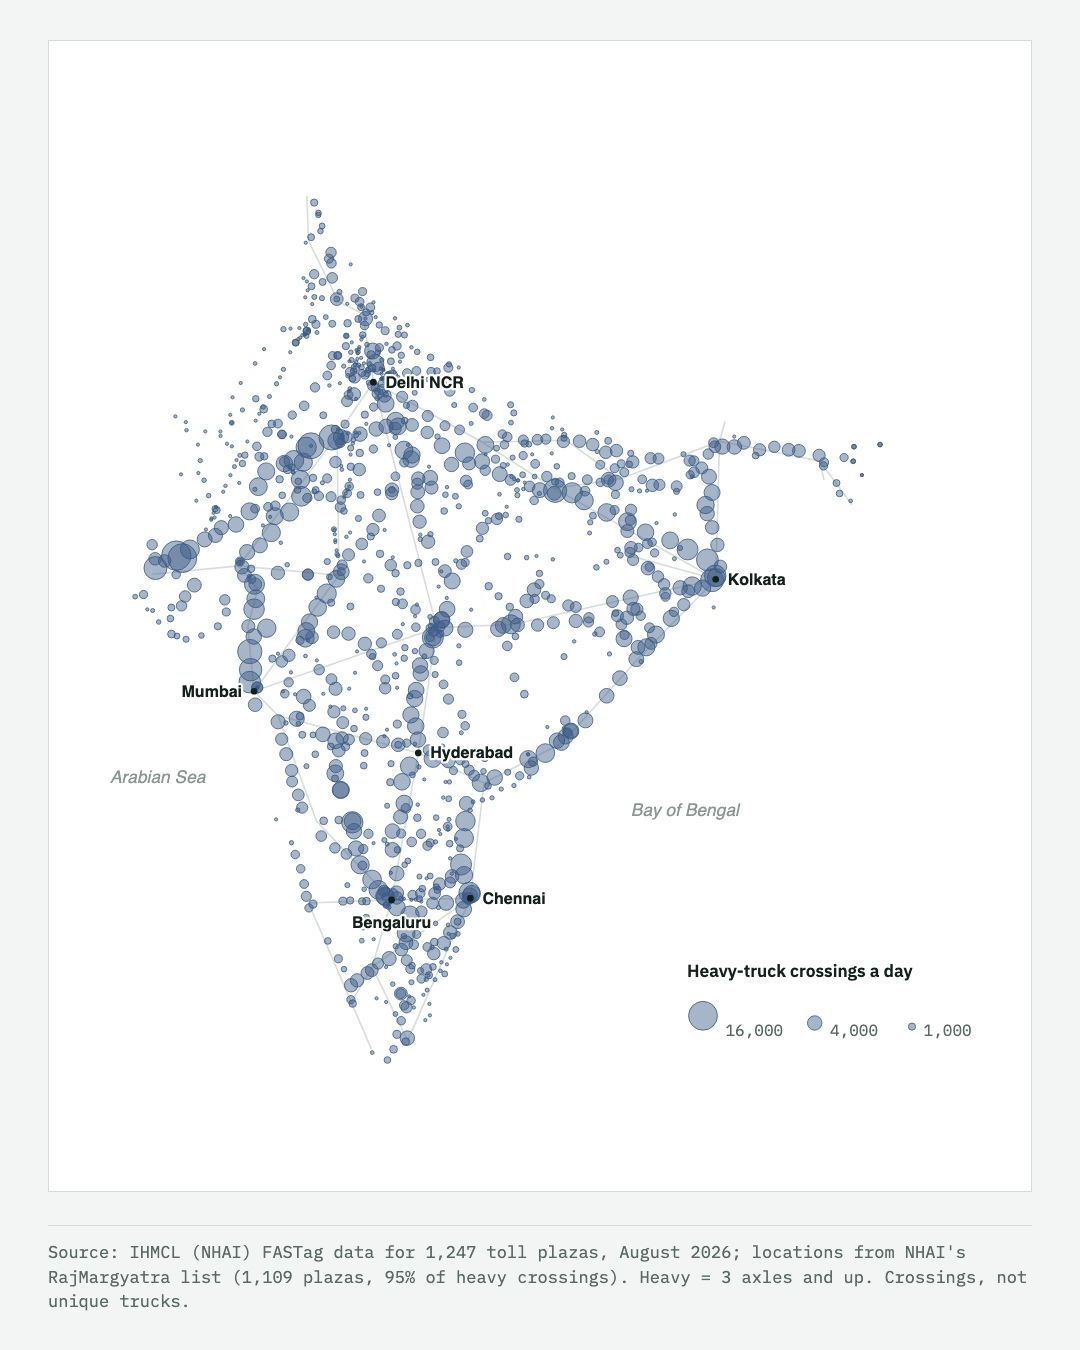 Delhi NCR
Kolkata
Mumbai
Hyderabad
Arabian Sea
Bay of Bengal
Chennai
Bengaluru
Heavy-truck crossings a day
16,000 4,000 1,000
Source: IHMCL (NHAI) FASTag data for 1,247 toll plazas, August 2026; locations from NHAI's
RajMargyatra list (1,109 plazas, 95% of heavy crossings). Heavy = 3 axles and up. Crossings, not
unique trucks.